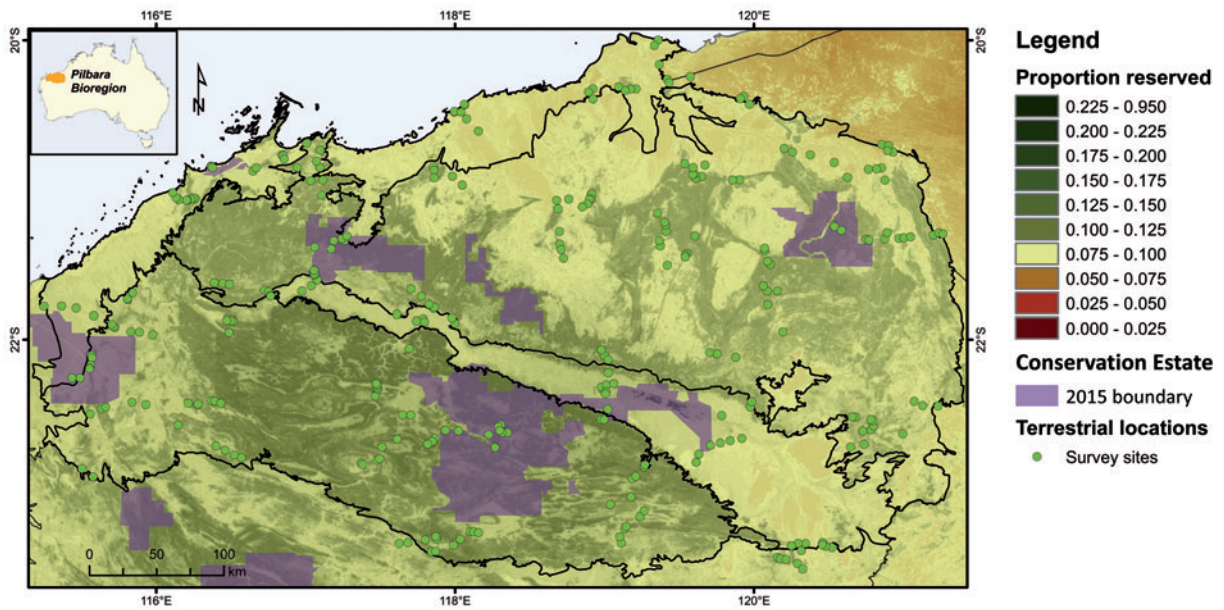 116°E 118°E 120°E
20°S 20°S
Pilbara
Bioregion
N
22°S 22°S
0 50 100
km
116°E 118°E 120°E
Legend
Proportion reserved
0.225 - 0.950
0.200 - 0.225
0.175 - 0.200
0.150 - 0.175
0.125 - 0.150
0.100 - 0.125
0.075 - 0.100
0.050 - 0.075
0.025 - 0.050
0.000 - 0.025
Conservation Estate
2015 boundary
Terrestrial locations
Survey sites